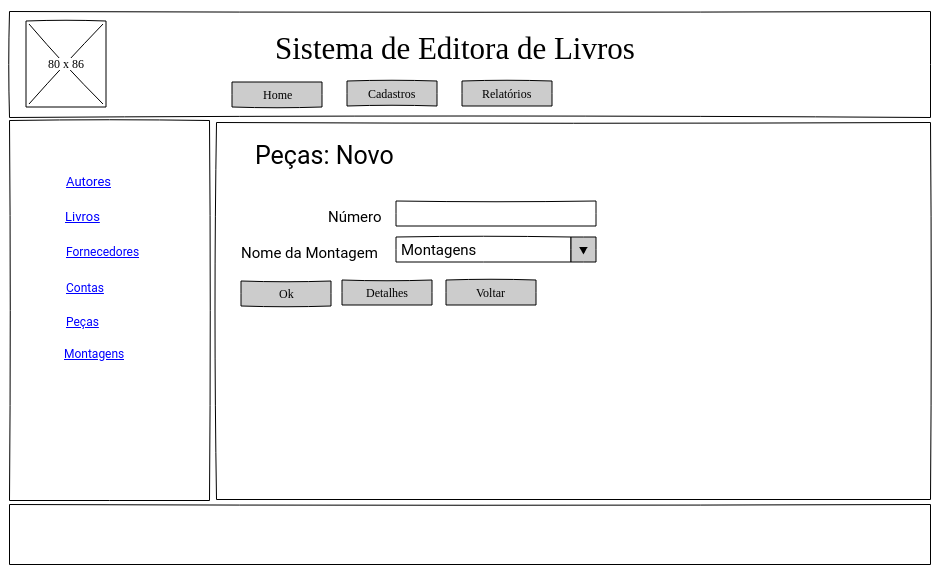 Sistema de Editora de Livros
80 x 86
Home
Cadastros
Relatórios
Autores
Livros
Fornecedores
Contas
Peças
Montagens
Peças: Novo
Número
Nome da Montagem
Montagens
Ok
Detalhes
Voltar